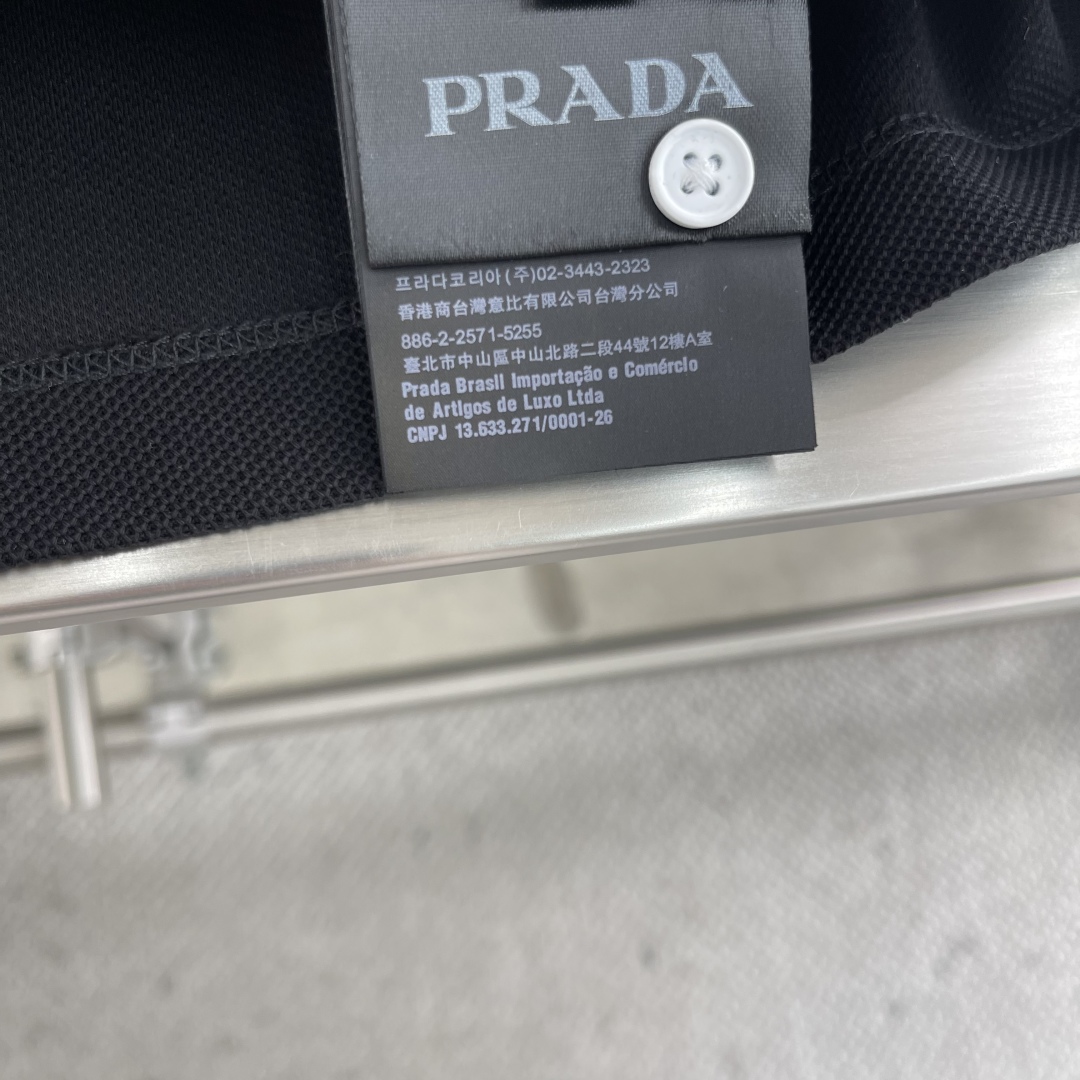 PRADA
프라다코리아(주)02-3443-2323
香港商台灣意比有限公司台灣分公司
886-2-2571-5255
臺北市中山區中山北路二段44號12樓A室
Prada Brasil Importação e Comércio
de Artigos de Luxo Ltda
CNPJ 13.633.271/0001-26